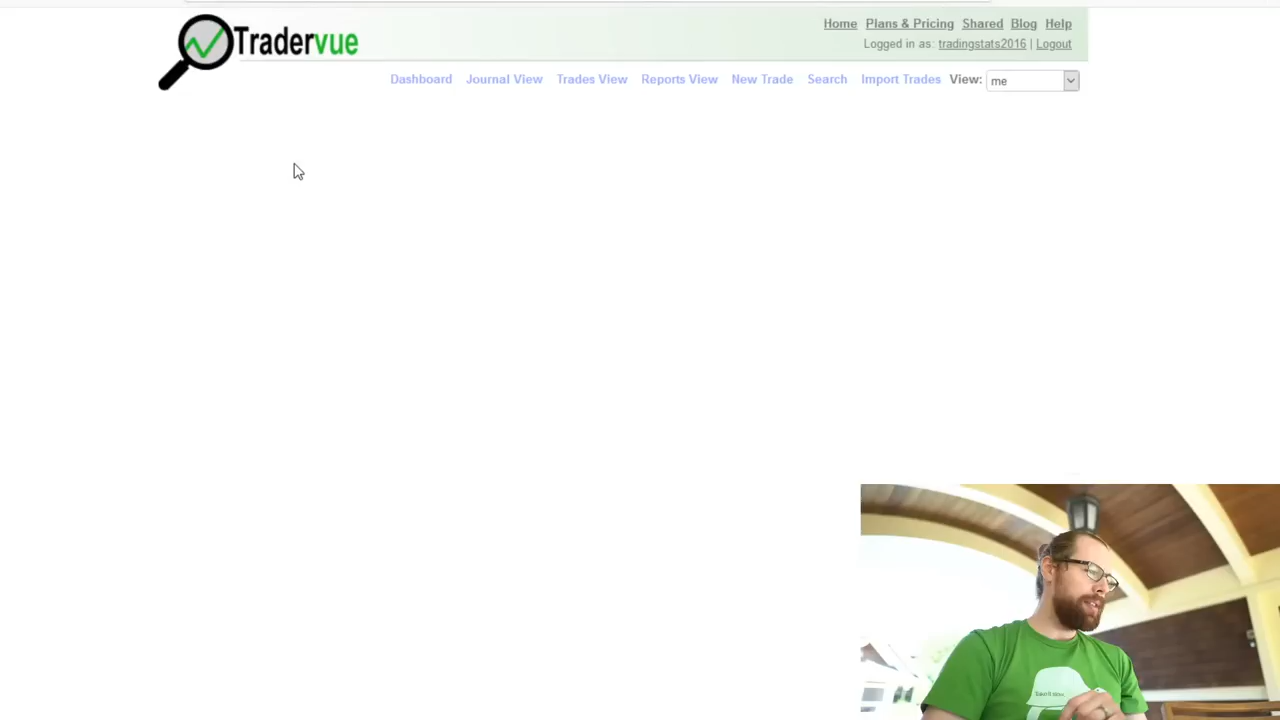 Tradervue
Home Plans & Pricing Shared Blog Help
Logged in as: tradingstats2016 | Logout
Dashboard Journal View Trades View Reports View New Trade Search Import Trades View: me